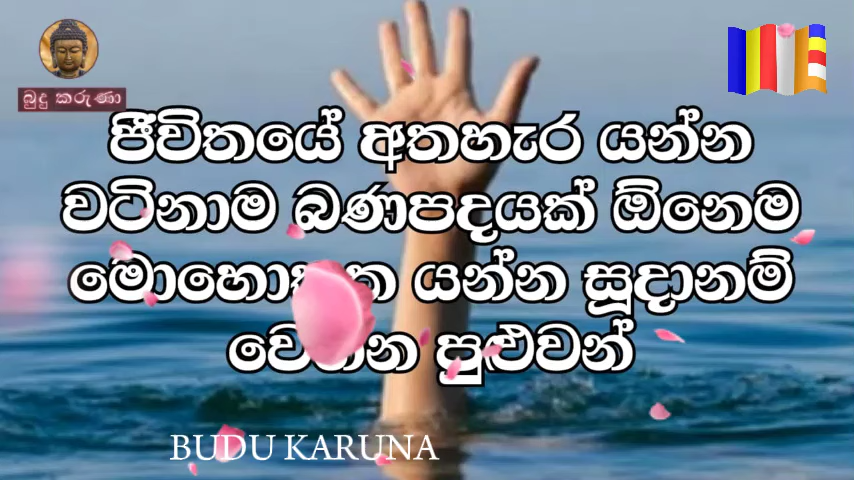 බුදු කරුණා
ජීවිතයේ අතහැර යන්න
වටිනාම බණපදයක් ඕනෙම
යන්න සූදානම්
පුළුවන්
BUDU KARUNA